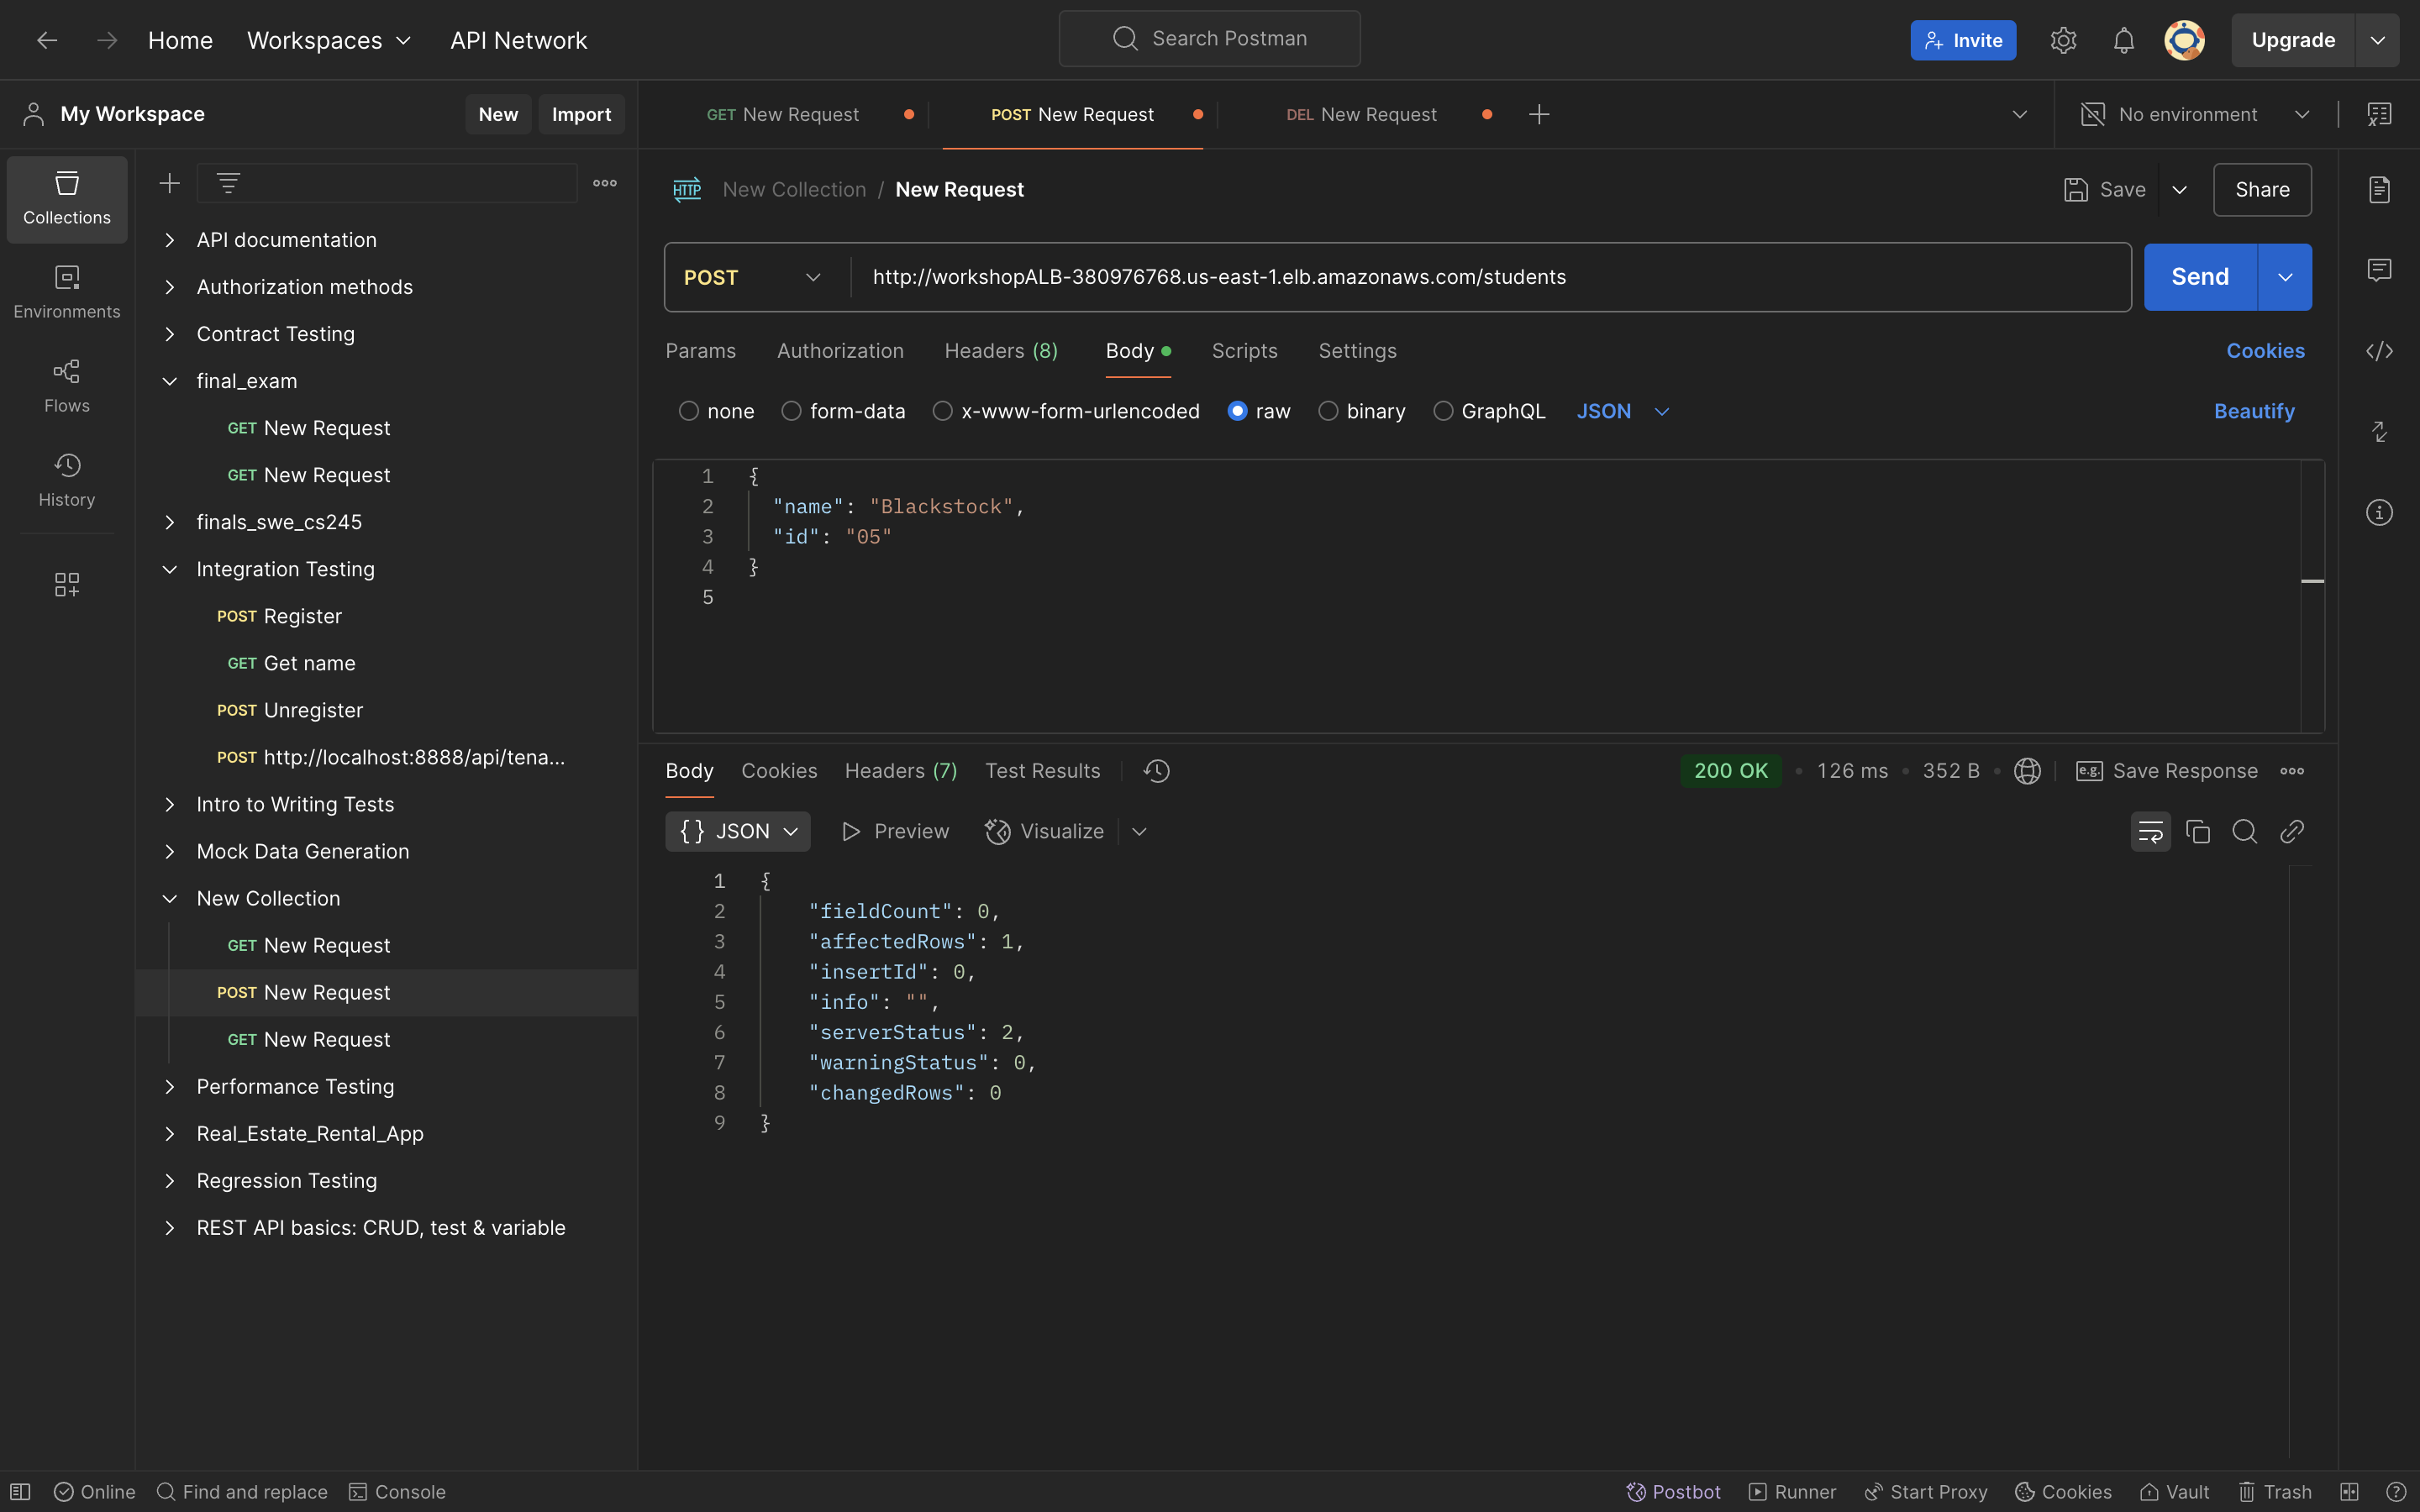 Home Workspaces API Network Search Postman Invite Upgrade
My Workspace New Import
GET New Request POST New Request DEL New Request No environment
Collections
Environments
Flows
History
API documentation
Authorization methods
Contract Testing
final_exam
GET New Request
GET New Request
finals_swe_cs245
Integration Testing
POST Register
GET Get name
POST Unregister
POST http://localhost:8888/api/tena...
Intro to Writing Tests
Mock Data Generation
New Collection
GET New Request
POST New Request
GET New Request
Performance Testing
Real_Estate_Rental_App
Regression Testing
REST API basics: CRUD, test & variable
HTTP New Collection / New Request Save Share
POST http://workshopALB-380976768.us-east-1.elb.amazonaws.com/students Send
Params Authorization Headers (8) Body Scripts Settings Cookies
none form-data x-www-form-urlencoded raw binary GraphQL JSON Beautify
1 {
2 "name": "Blackstock",
3 "id": "05"
4 }
5
Body Cookies Headers (7) Test Results 200 OK 126 ms 352 B e.g. Save Response
{} JSON Preview Visualize
1 {
2 "fieldCount": 0,
3 "affectedRows": 1,
4 "insertId": 0,
5 "info": "",
6 "serverStatus": 2,
7 "warningStatus": 0,
8 "changedRows": 0
9 }
Online Find and replace Console Postbot Runner Start Proxy Cookies Vault Trash